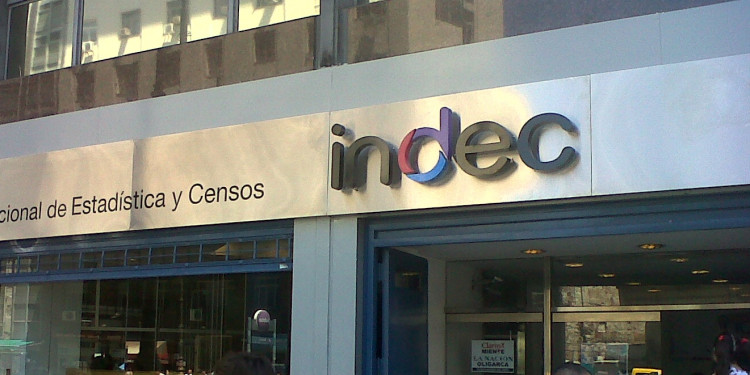 cional de Estadística y Censos
indec
Clarín
MIENTE
LA NACION
OLIGARCA